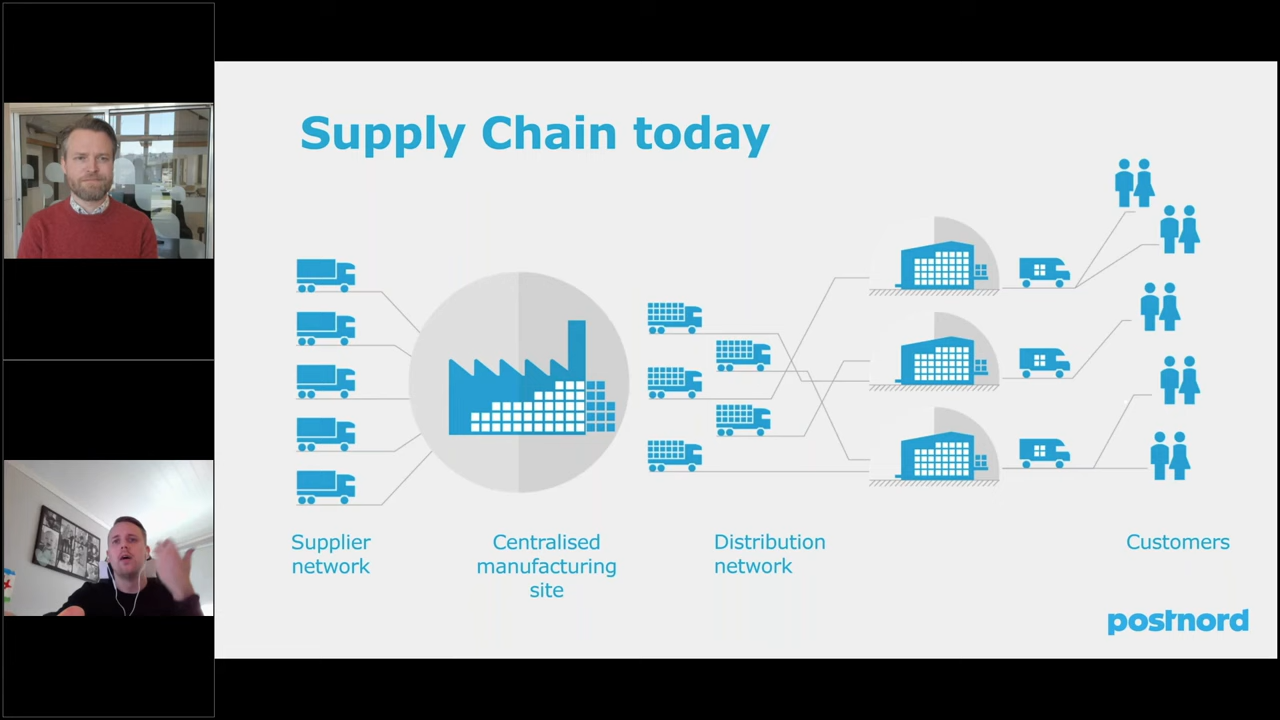 Supply Chain today
Supplier
network
Centralised
manufacturing
site
Distribution
network
Customers
postnord